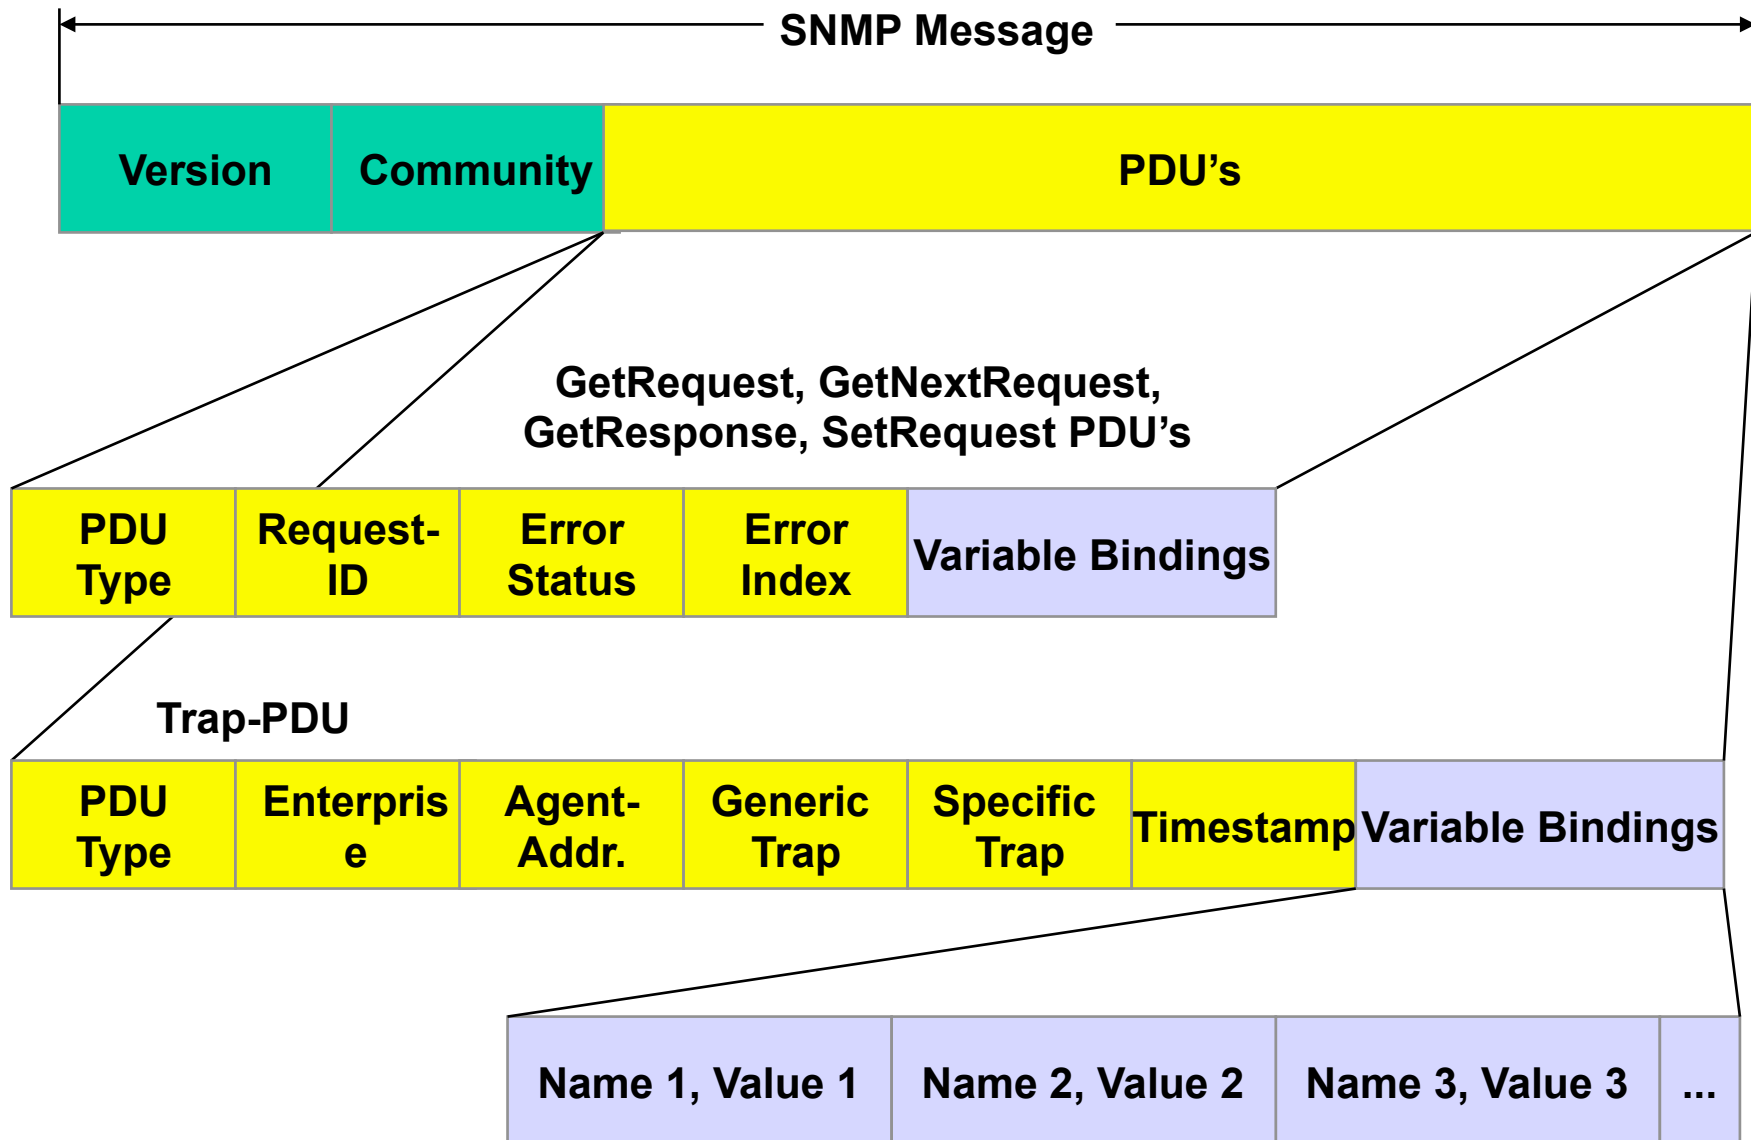 SNMP Message
Version
Community
PDU’s
GetRequest, GetNextRequest,
GetResponse, SetRequest PDU’s
PDU
Type
Request-
ID
Error
Status
Error
Index
Variable Bindings
Trap-PDU
PDU
Type
Enterpris
e
Agent-
Addr.
Generic
Trap
Specific
Trap
Timestamp
Variable Bindings
Name 1, Value 1
Name 2, Value 2
Name 3, Value 3
...